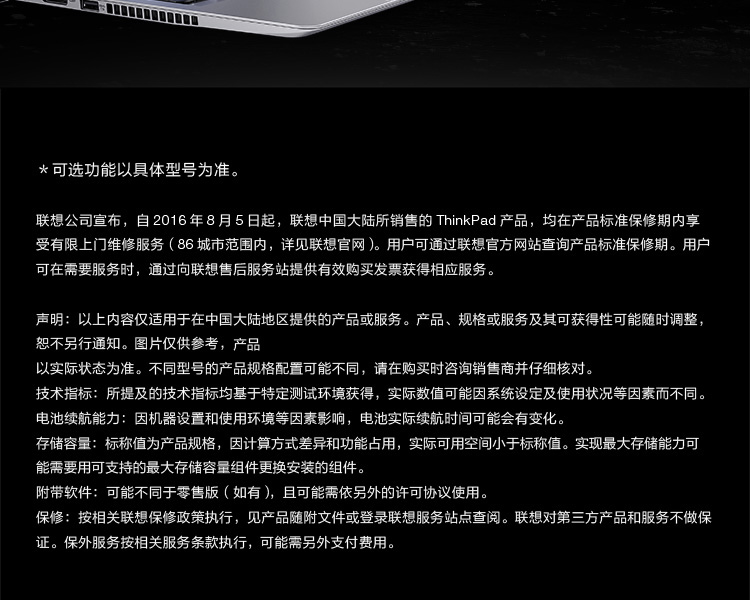 ＊可选功能以具体型号为准。
联想公司宣布，自 2016 年 8 月 5 日起，联想中国大陆所销售的 ThinkPad 产品，均在产品标准保修期内享
受有限上门维修服务（86 城市范围内，详见联想官网）。用户可通过联想官方网站查询产品标准保修期。用户
可在需要服务时，通过向联想售后服务站提供有效购买发票获得相应服务。
声明：以上内容仅适用于在中国大陆地区提供的产品或服务。产品、规格或服务及其可获得性可能随时调整，
恕不另行通知。图片仅供参考，产品
以实际状态为准。不同型号的产品规格配置可能不同，请在购买时咨询销售商并仔细核对。
技术指标：所提及的技术指标均基于特定测试环境获得，实际数值可能因系统设定及使用状况等因素而不同。
电池续航能力：因机器设置和使用环境等因素影响，电池实际续航时间可能会有变化。
存储容量：标称值为产品规格，因计算方式差异和功能占用，实际可用空间小于标称值。实现最大存储能力可
能需要用可支持的最大存储容量组件更换安装的组件。
附带软件：可能不同于零售版（如有），且可能需依另外的许可协议使用。
保修：按相关联想保修政策执行，见产品随附文件或登录联想服务站点查阅。联想对第三方产品和服务不做保
证。保外服务按相关服务条款执行，可能需另外支付费用。